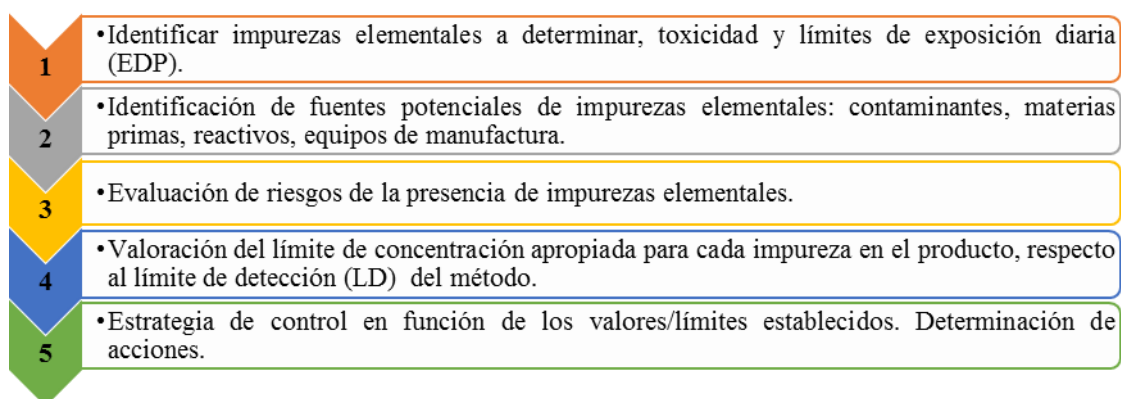 1
•Identificar impurezas elementales a determinar, toxicidad y límites de exposición diaria
(EDP).
2
•Identificación de fuentes potenciales de impurezas elementales: contaminantes, materias
primas, reactivos, equipos de manufactura.
3
•Evaluación de riesgos de la presencia de impurezas elementales.
4
•Valoración del límite de concentración apropiada para cada impureza en el producto, respecto
al límite de detección (LD) del método.
5
•Estrategia de control en función de los valores/límites establecidos. Determinación de
acciones.